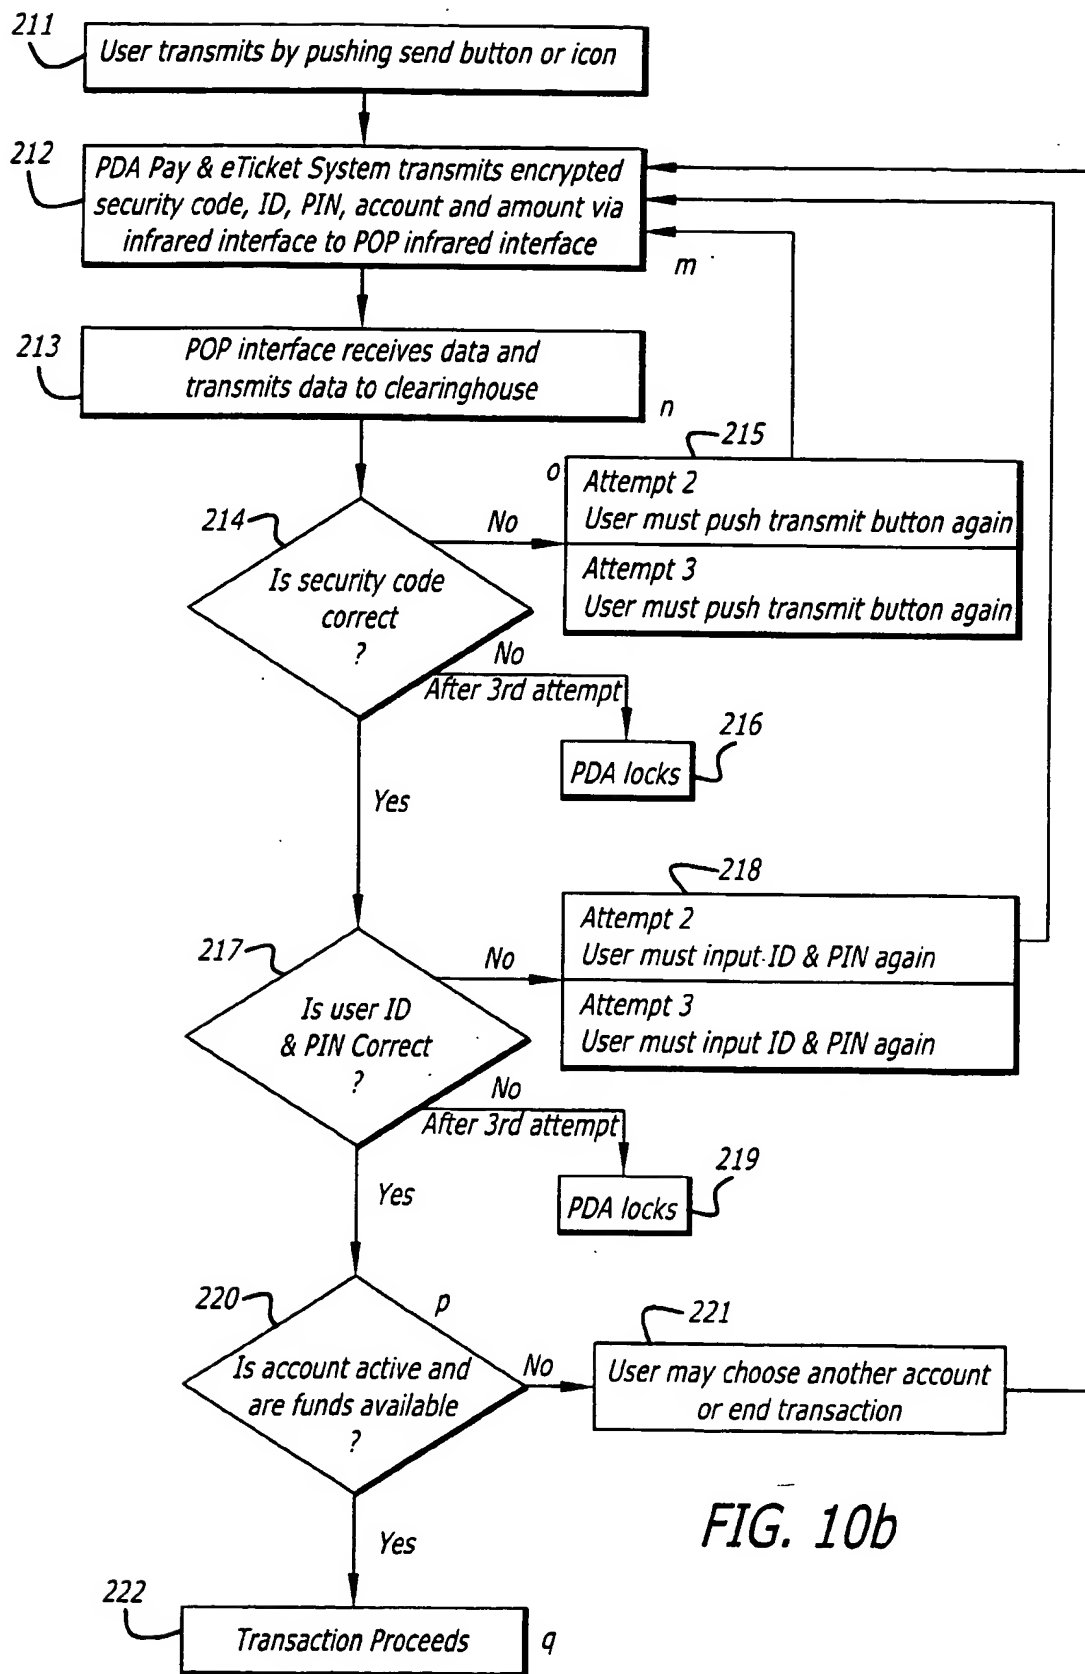 211
User transmits by pushing send button or icon
212
PDA Pay & eTicket System transmits encrypted
security code, ID, PIN, account and amount via
infrared interface to POP infrared interface
m
213
POP interface receives data and
transmits data to clearinghouse
n
215
o
Attempt 2
User must push transmit button again
Attempt 3
User must push transmit button again
214
No
Is security code
correct
?
No
After 3rd attempt
216
PDA locks
Yes
218
Attempt 2
User must input ID & PIN again
Attempt 3
User must input ID & PIN again
217
No
Is user ID
& PIN Correct
?
No
After 3rd attempt
219
PDA locks
Yes
220
p
221
Is account active and
are funds available
?
No
User may choose another account
or end transaction
Yes
FIG. 10b
222
Transaction Proceeds
q